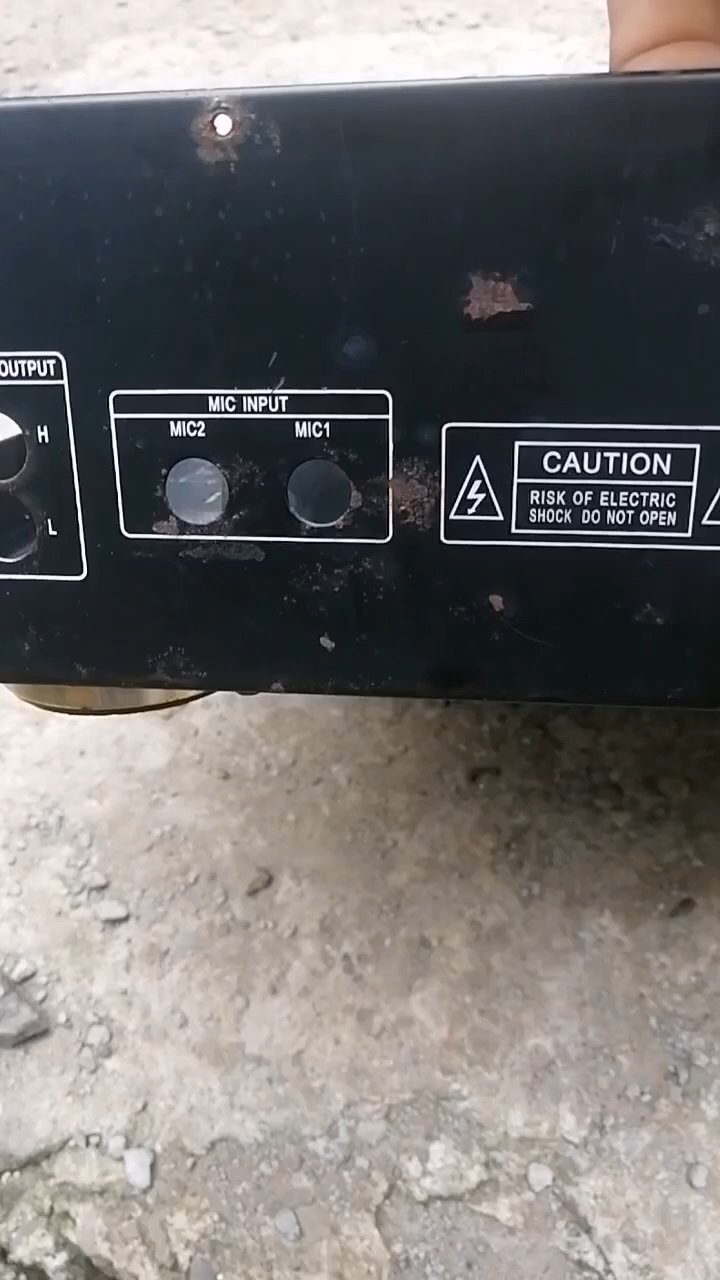 OUTPUT
H
L
MIC INPUT
MIC2 MIC1
CAUTION
RISK OF ELECTRIC
SHOCK DO NOT OPEN